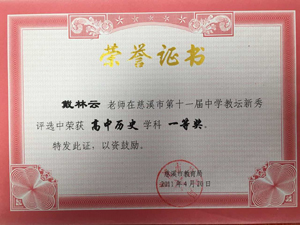 荣誉证书
戴林云 老师在慈溪市第十一届中学教坛新秀
评选中荣获 高中历史 学科 一等奖。
特发此证，以资鼓励。
慈溪市教育局
2011年4月20日